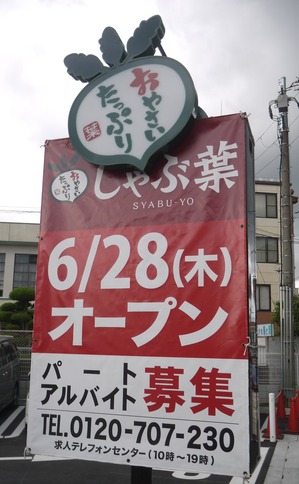 おやさい
たっぷり
葉
おやさい
たっぷり
しゃぶ葉
SYABU-YO
6/28(木)
オープン
パート
アルバイト 募集
TEL.0120-707-230
求人テレフォンセンター(10時〜19時)